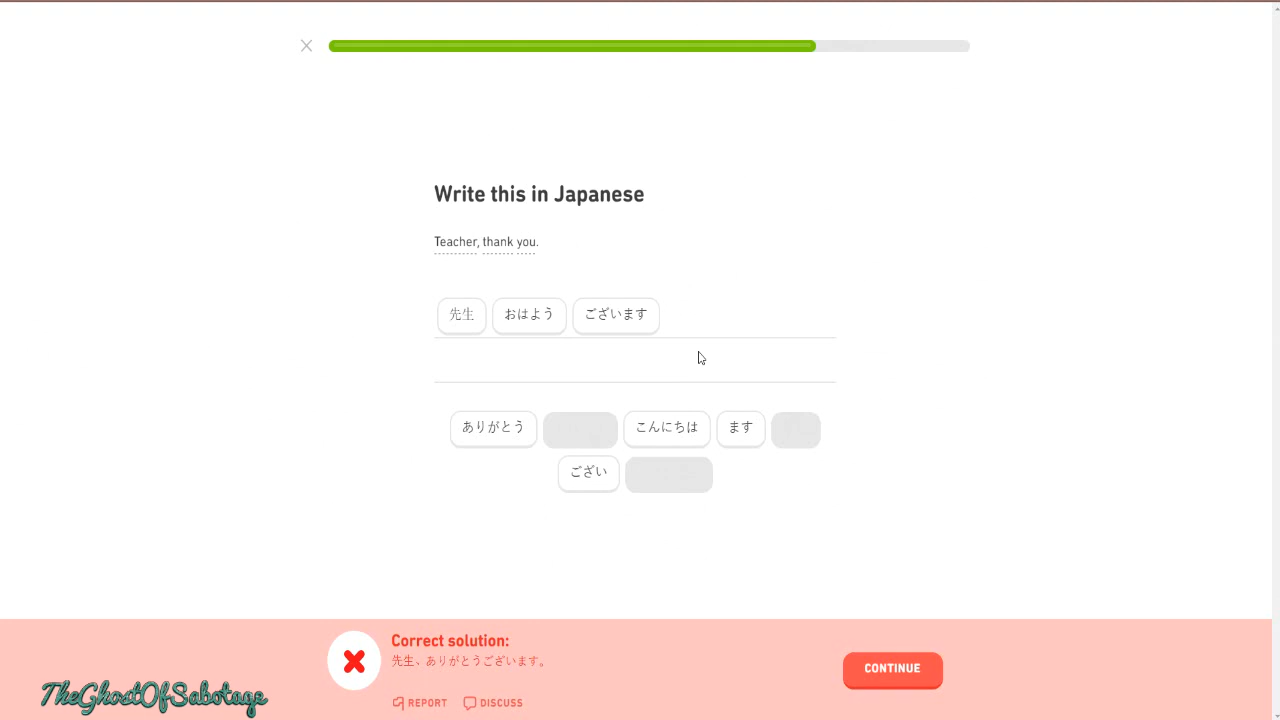 Write this in Japanese
Teacher, thank you.
先生 おはよう ございます
ありがとう こんにちは ます
ござい
Correct solution:
先生、ありがとうございます。
CONTINUE
REPORT DISCUSS
TheGhostOfSabotage